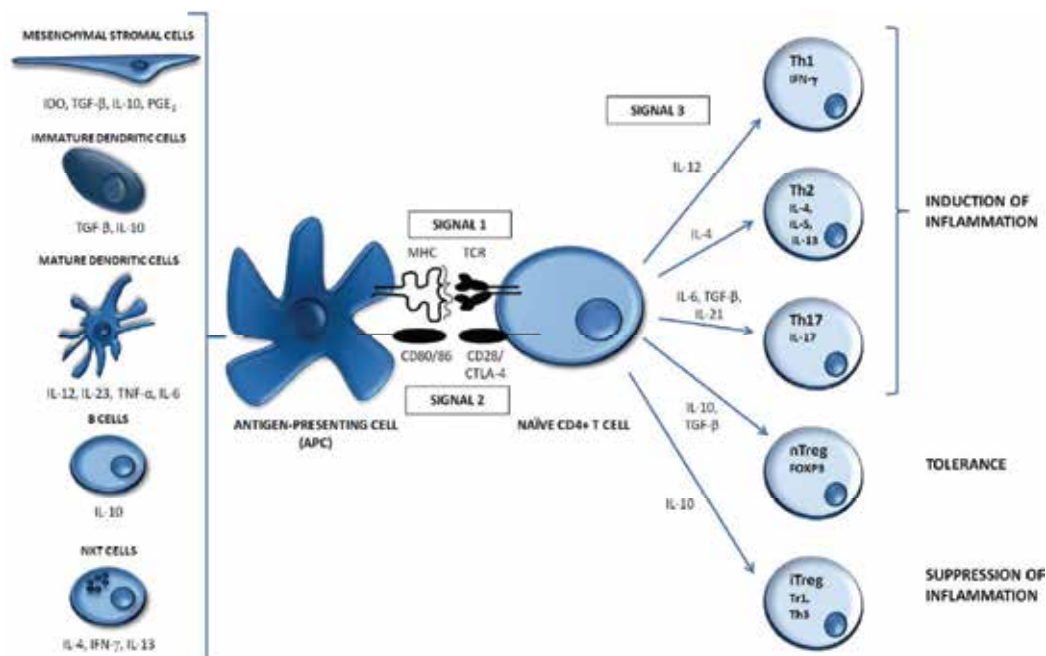 MESENCHYMAL STROMAL CELLS
IDO, TGF-β, IL-10, PGE₂
IMMATURE DENDRITIC CELLS
TGF-β, IL-10
MATURE DENDRITIC CELLS
IL-12, IL-23, TNF-α, IL-6
B CELLS
IL-10
NKT CELLS
IL-4, IFN-γ, IL-13
SIGNAL 1
MHC
TCR
CD80/86
CD28/
CTLA-4
SIGNAL 2
ANTIGEN-PRESENTING CELL
(APC)
NAÏVE CD4+ T CELL
SIGNAL 3
IL-12
IL-4
IL-6, TGF-β,
IL-21
IL-10,
TGF-β
IL-10
Th1
IFN-γ
Th2
IL-4,
IL-5,
IL-13
Th17
IL-17
nTreg
FOXP3
iTreg
Tr1,
Th3
INDUCTION OF
INFLAMMATION
TOLERANCE
SUPPRESSION OF
INFLAMMATION